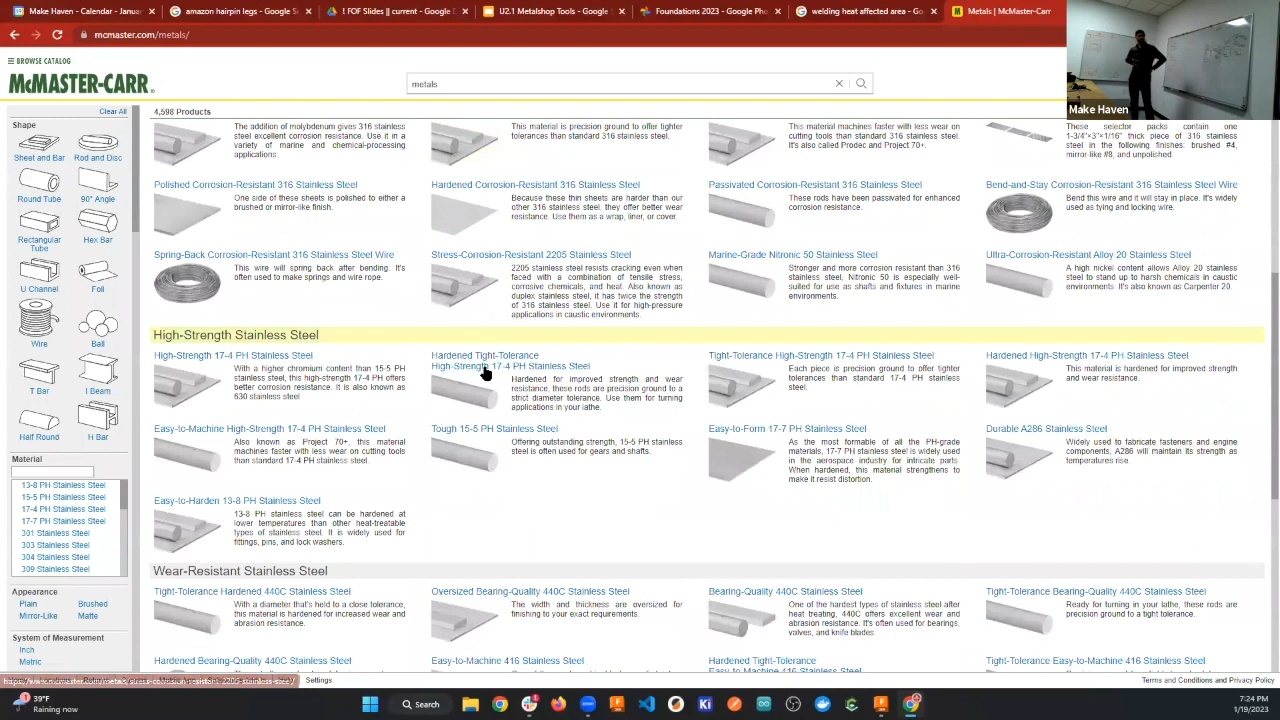 Make Haven - Calendar - Janua
amazon hairpin legs - Google S
! FOF Slides || current - Google D
U2.1 Metalshop Tools - Google
Foundations 2023 - Google Pho
welding heat affected area - Go
Metals | McMaster-Carr
mcmaster.com/metals/
Make Haven
BROWSE CATALOG
McMASTER-CARR
metals
Clear All
4,598 Products
Shape
Sheet and Bar
Rod and Disc
Round Tube
90° Angle
Rectangular
Tube
Hex Bar
U Channel
Foil
Wire
Ball
T Bar
I Beam
Half Round
H Bar
Material
13-8 PH Stainless Steel
15-5 PH Stainless Steel
17-4 PH Stainless Steel
17-7 PH Stainless Steel
301 Stainless Steel
303 Stainless Steel
304 Stainless Steel
309 Stainless Steel
Appearance
Plain
Brushed
Mirror-Like
Matte
System of Measurement
Inch
Metric
The addition of molybdenum gives 316 stainless
steel excellent corrosion resistance. Use it in a
variety of marine and chemical-processing
applications.
This material is precision ground to offer tighter
tolerances than standard 316 stainless steel.
This material machines faster with less wear on
cutting tools than standard 316 stainless steel.
It's also called Prodec and Project 70+.
These selector packs contain one
1-3/4"×3"×1/16" thick piece of 316 stainless
steel in the following finishes: brushed #4,
mirror-like #8, and unpolished.
Polished Corrosion-Resistant 316 Stainless Steel
One side of these sheets is polished to either a
brushed or mirror-like finish.
Hardened Corrosion-Resistant 316 Stainless Steel
Because these thin sheets are harder than our
other 316 stainless steel, they offer better wear
resistance. Use them as a wrap, liner, or cover.
Passivated Corrosion-Resistant 316 Stainless Steel
These rods have been passivated for enhanced
corrosion resistance.
Bend-and-Stay Corrosion-Resistant 316 Stainless Steel Wire
Bend this wire and it will stay in place. It's widely
used as tying and locking wire.
Spring-Back Corrosion-Resistant 316 Stainless Steel Wire
This wire will spring back after bending. It's
often used to make springs and wire rope.
Stress-Corrosion-Resistant 2205 Stainless Steel
2205 stainless steel resists cracking even when
faced with a combination of tensile stress,
corrosive chemicals, and heat. Also known as
duplex stainless steel, it has twice the strength
of 316 stainless steel. Use it for high-pressure
applications in caustic environments.
Marine-Grade Nitronic 50 Stainless Steel
Stronger and more corrosion resistant than 316
stainless steel, Nitronic 50 is especially well-
suited for use as shafts and fixtures in marine
environments.
Ultra-Corrosion-Resistant Alloy 20 Stainless Steel
A high nickel content allows Alloy 20 stainless
steel to stand up to harsh chemicals in caustic
environments. It's also known as Carpenter 20.
High-Strength Stainless Steel
High-Strength 17-4 PH Stainless Steel
With a higher chromium content than 15-5 PH
stainless steel, this high-strength 17-4 PH offers
better corrosion resistance. It is also known as
630 stainless steel
Hardened Tight-Tolerance
High-Strength 17-4 PH Stainless Steel
Hardened for improved strength and wear
resistance, these rods are precision ground to a
strict diameter tolerance. Use them for turning
applications in your lathe.
Tight-Tolerance High-Strength 17-4 PH Stainless Steel
Each piece is precision ground to offer tighter
tolerances than standard 17-4 PH stainless
steel.
Hardened High-Strength 17-4 PH Stainless Steel
This material is hardened for improved strength
and wear resistance.
Easy-to-Machine High-Strength 17-4 PH Stainless Steel
Also known as Project 70+, this material
machines faster with less wear on cutting tools
than standard 17-4 PH stainless steel.
Tough 15-5 PH Stainless Steel
Offering outstanding strength, 15-5 PH stainless
steel is often used for gears and shafts.
Easy-to-Form 17-7 PH Stainless Steel
As the most formable of all the PH-grade
materials, 17-7 PH stainless steel is widely used
in the aerospace industry for intricate parts.
When hardened, this material strengthens to
make it resist distortion.
Durable A286 Stainless Steel
Widely used to fabricate fasteners and engine
components, A286 will maintain its strength as
temperatures rise.
Easy-to-Harden 13-8 PH Stainless Steel
13-8 PH stainless steel can be hardened at
lower temperatures than other heat-treatable
types of stainless steel. It is widely used for
fittings, pins, and lock washers.
Wear-Resistant Stainless Steel
Tight-Tolerance Hardened 440C Stainless Steel
With a diameter that's held to a close tolerance,
this material is hardened for increased wear and
abrasion resistance.
Oversized Bearing-Quality 440C Stainless Steel
The width and thickness are oversized for
finishing to your exact requirements.
Bearing-Quality 440C Stainless Steel
One of the hardest types of stainless steel after
heat treating, 440C offers excellent wear and
abrasion resistance. It's often used for bearings,
valves, and knife blades.
Tight-Tolerance Bearing-Quality 440C Stainless Steel
Ready for turning in your lathe, these rods are
precision ground to a tight tolerance.
Hardened Bearing-Quality 440C Stainless Steel
Easy-to-Machine 416 Stainless Steel
Hardened Tight-Tolerance
Easy-to-Machine 416 Stainless Steel
Tight-Tolerance Easy-to-Machine 416 Stainless Steel
Settings
Terms and Conditions and Privacy Policy
39°F
Raining now
Search
7:24 PM
1/19/2023